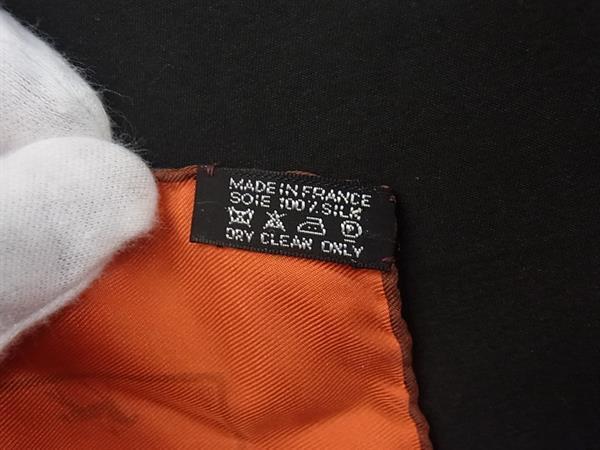 MADE IN FRANCE
SOIE 100% SILK
DRY CLEAN ONLY